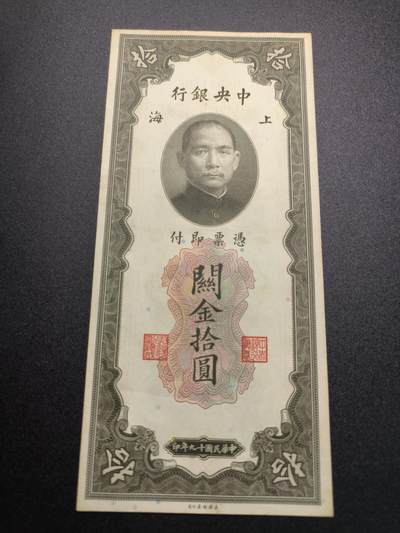 拾 拾
中央銀行
上海
憑票即付
關金拾圓
中華民國十九年印
拾 拾